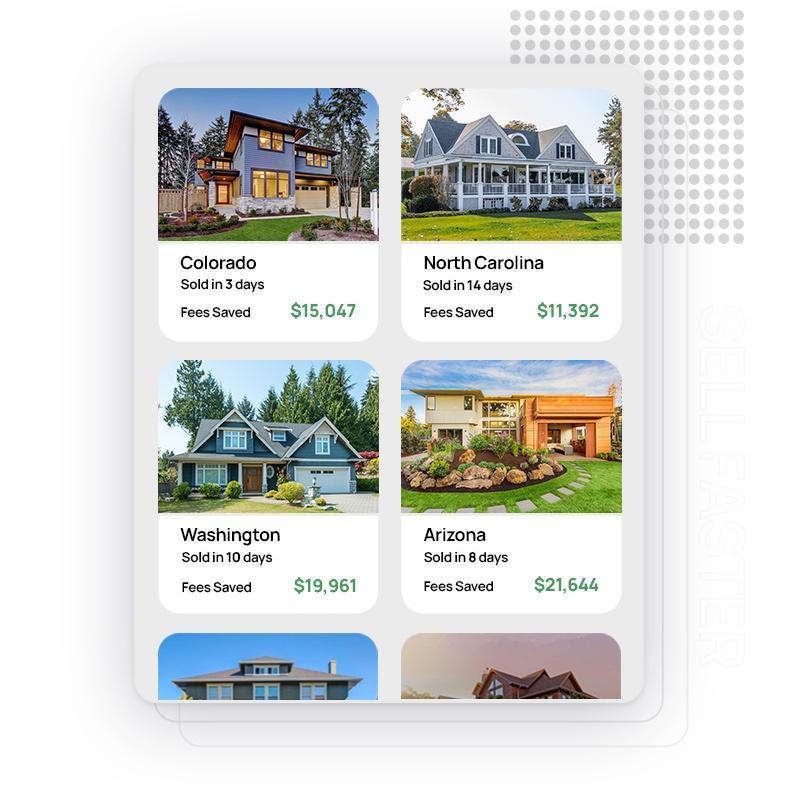 Colorado
Sold in 3 days
Fees Saved $15,047
North Carolina
Sold in 14 days
Fees Saved $11,392
Washington
Sold in 10 days
Fees Saved $19,961
Arizona
Sold in 8 days
Fees Saved $21,644
SELL FASTER